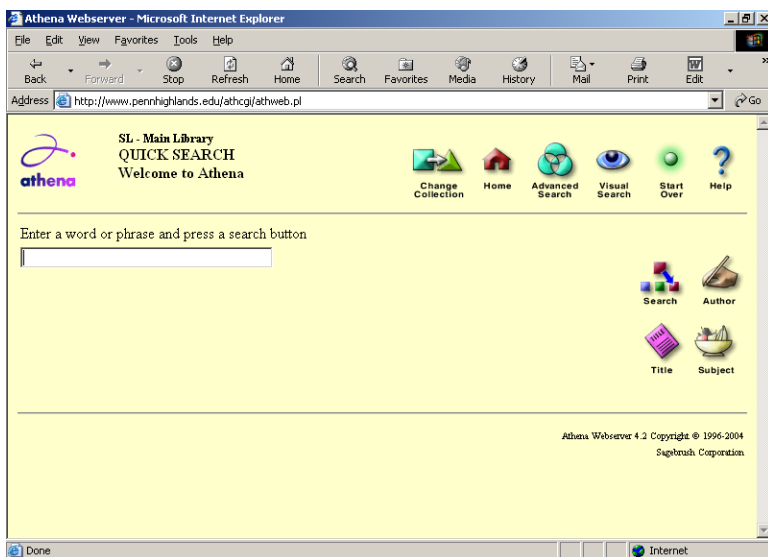 Athena Webserver - Microsoft Internet Explorer
File Edit View Favorites Tools Help
Back Forward Stop Refresh Home Search Favorites Media History Mail Print Edit
Address http://www.pennhighlands.edu/athcgi/athweb.pl Go
athena
SL - Main Library
QUICK SEARCH
Welcome to Athena
Change Collection
Home
Advanced Search
Visual Search
Start Over
Help
Enter a word or phrase and press a search button
Search Author
Title Subject
Athena Webserver 4.2 Copyright © 1996-2004
Sagebrush Corporation
Done Internet